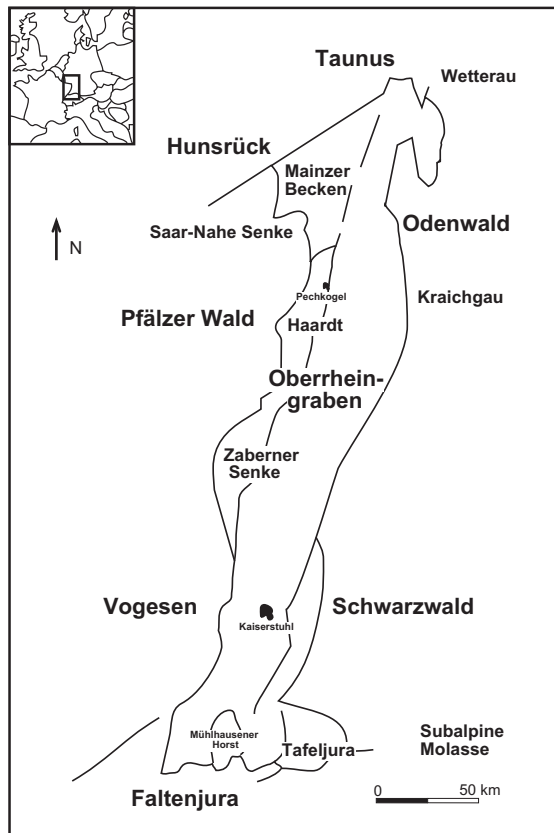 Taunus
Wetterau
Hunsrück
Mainzer
Becken
Saar-Nahe Senke
Odenwald
N
Pechkogel
Kraichgau
Pfälzer Wald
Haardt
Oberrhein-
graben
Zaberner
Senke
Vogesen
Schwarzwald
Kaiserstuhl
Mühlhausener
Horst
Tafeljura
Subalpine
Molasse
Faltenjura
0
50 km